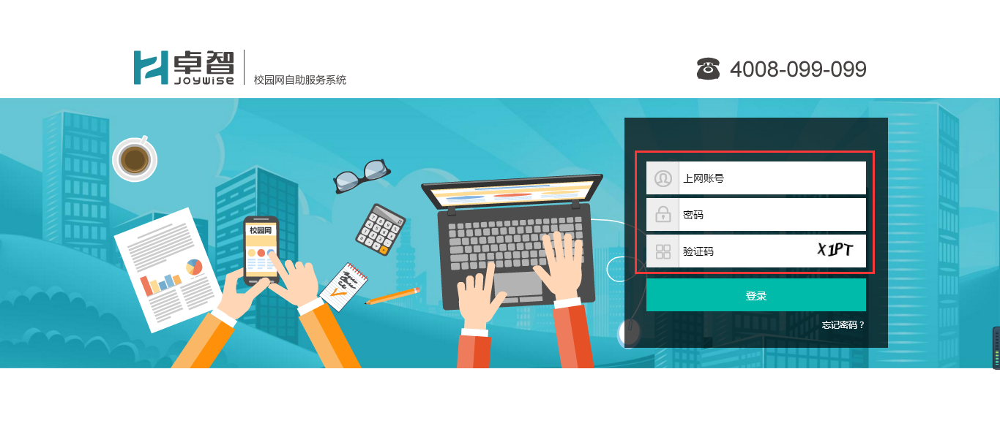 卓智
JoyWise
校园网自助服务系统
4008-099-099
上网账号
密码
验证码
X1PT
登录
忘记密码？
校园网